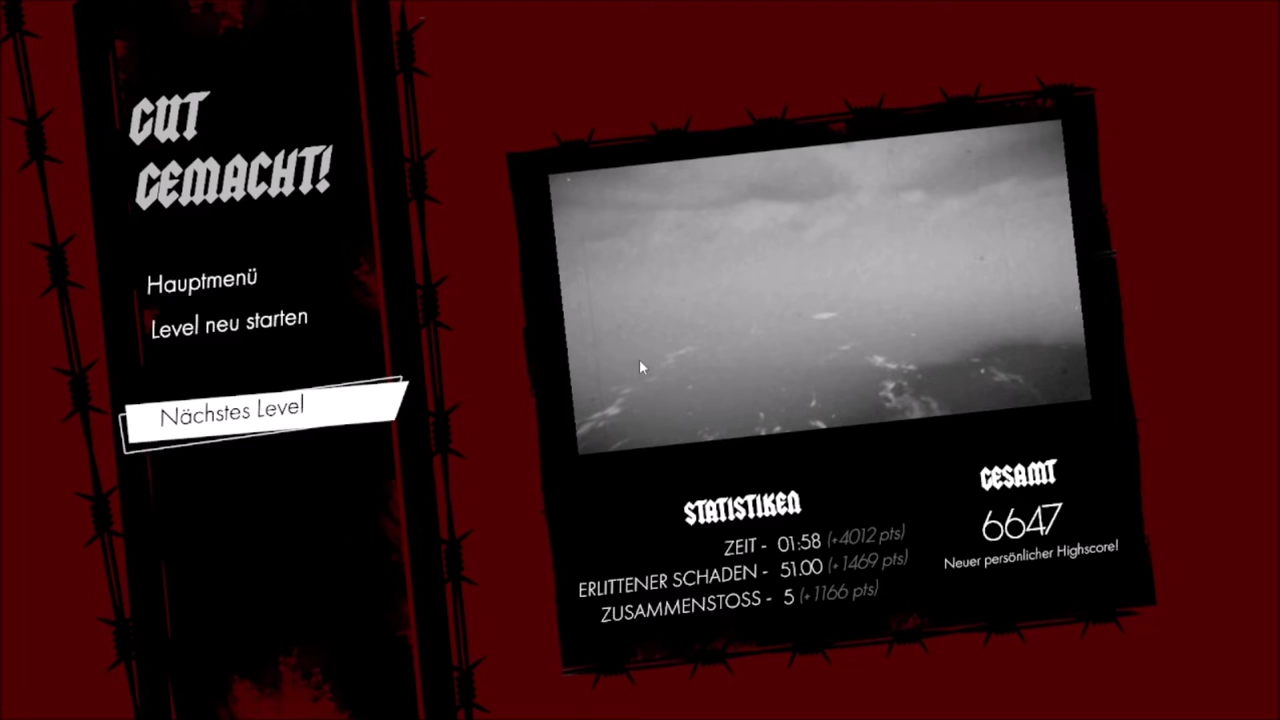 GUT
GEMACHT!
Hauptmenü
Level neu starten
Nächstes Level
STATISTIKEN
ZEIT - 01:58 (+4012 pts)
ERLITTENER SCHADEN - 51.00 (+1469 pts)
ZUSAMMENSTOSS - 5 (+1166 pts)
GESAMT
6647
Neuer persönlicher Highscore!